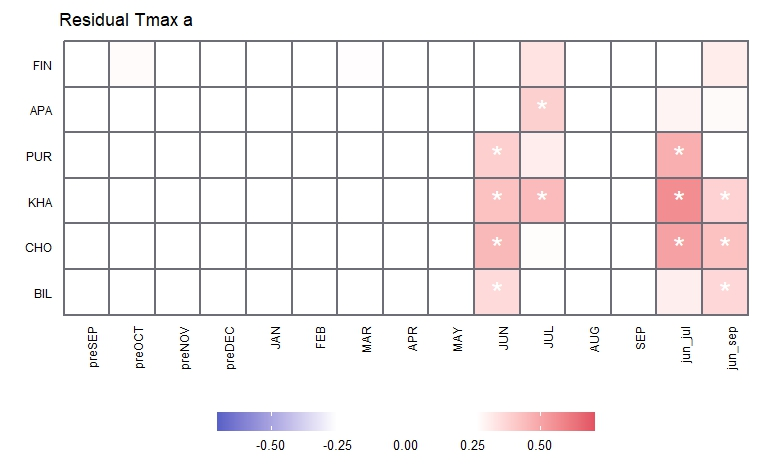 Residual Tmax a
FIN
APA
*
PUR
* *
KHA
* * * *
CHO
* * *
BIL
* *
preSEP preOCT preNOV preDEC JAN FEB MAR APR MAY JUN JUL AUG SEP jun_jul jun_sep
-0.50 -0.25 0.00 0.25 0.50